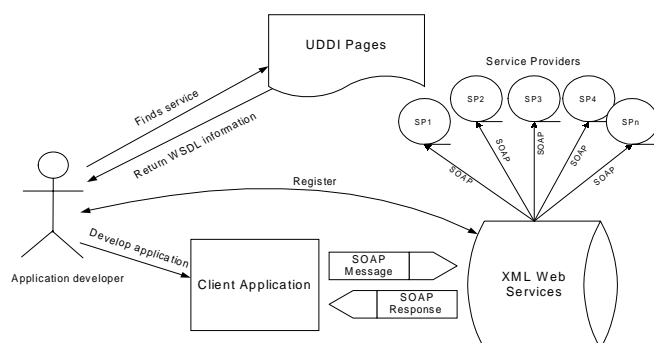 UDDI Pages
Service Providers
SP1
SP2
SP3
SP4
SPn
Finds service
Return WSDL information
SOAP
SOAP
SOAP
SOAP
SOAP
Register
Application developer
Develop application
Client Application
SOAP
Message
SOAP
Response
XML Web
Services